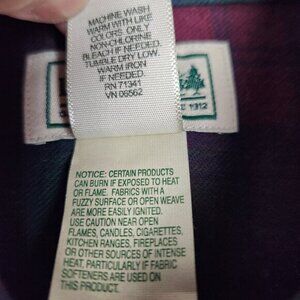 MACHINE WASH
WARM WITH LIKE
COLORS. ONLY
NON-CHLORINE
BLEACH IF NEEDED.
TUMBLE DRY LOW.
WARM IRON
IF NEEDED.
RN 71341
VN 06562
1912
NOTICE: CERTAIN PRODUCTS
CAN BURN IF EXPOSED TO HEAT
OR FLAME. FABRICS WITH A
FUZZY SURFACE OR OPEN WEAVE
ARE MORE EASILY IGNITED.
USE CAUTION NEAR OPEN
FLAMES, CANDLES, CIGARETTES,
KITCHEN RANGES, FIREPLACES
OR OTHER SOURCES OF INTENSE
HEAT, PARTICULARLY IF FABRIC
SOFTENERS ARE USED ON
THIS PRODUCT.